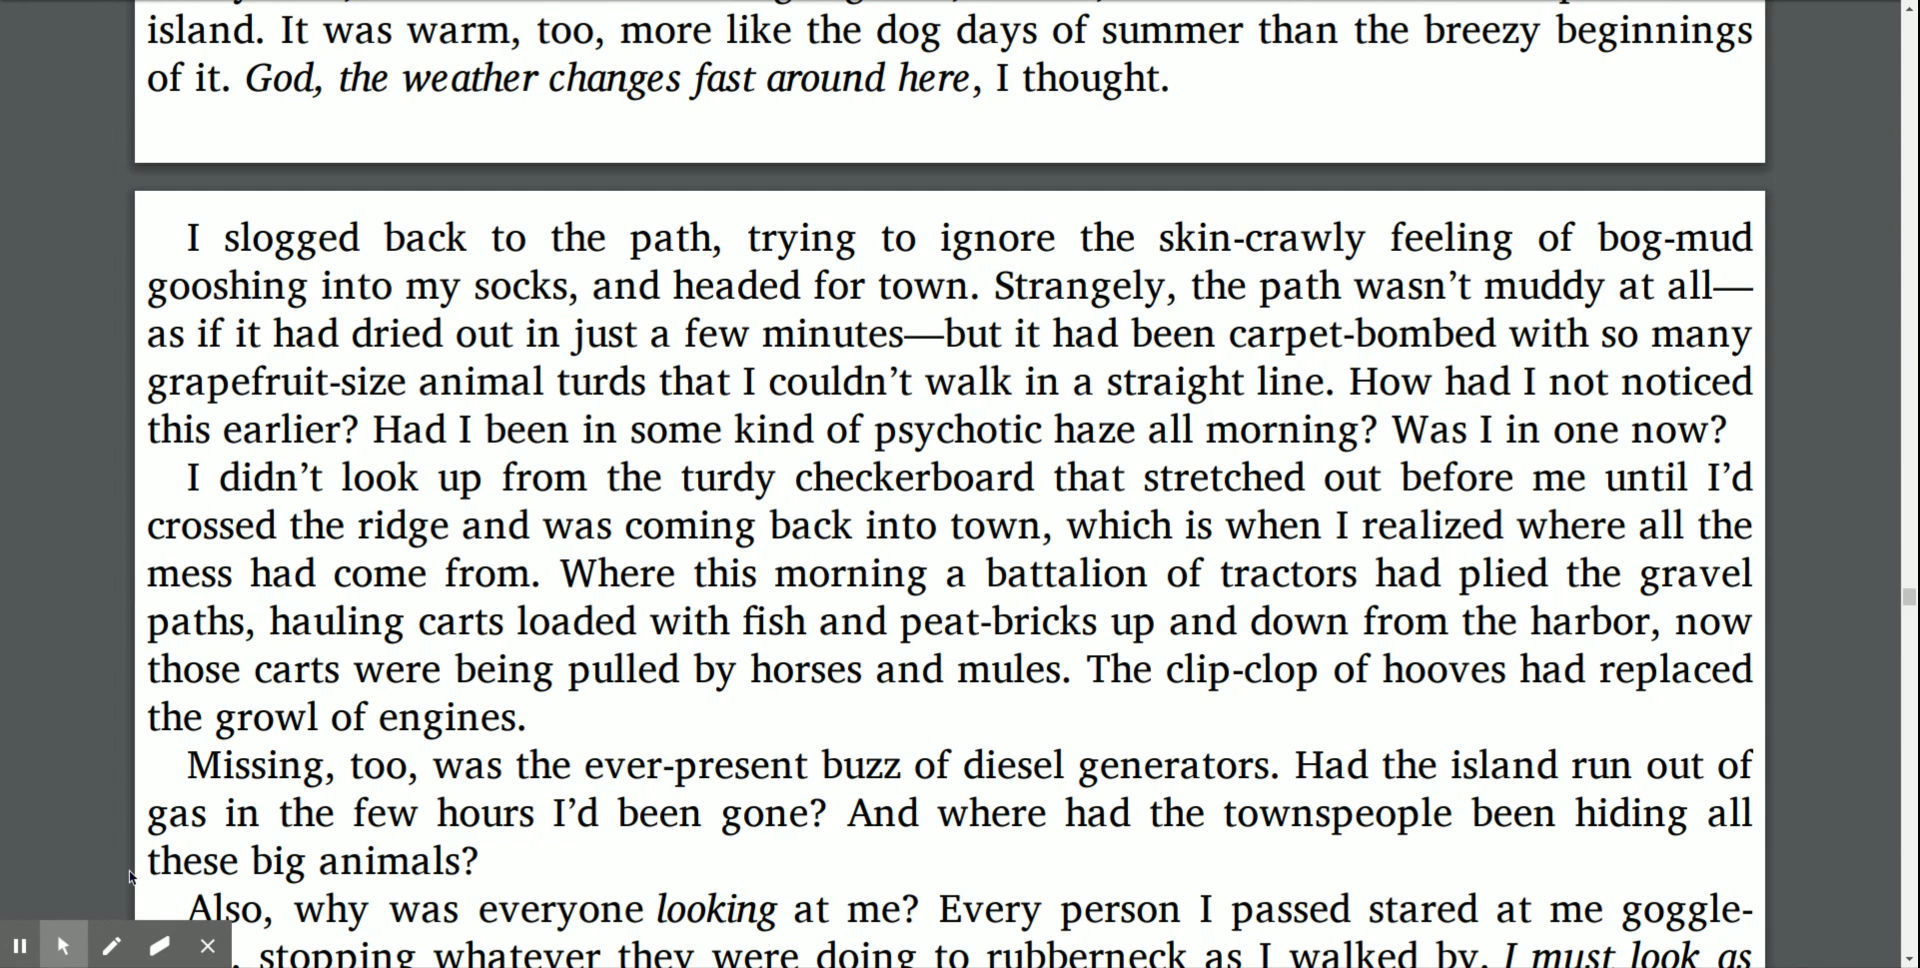 island. It was warm, too, more like the dog days of summer than the breezy beginnings
of it. God, the weather changes fast around here, I thought.
I slogged back to the path, trying to ignore the skin-crawly feeling of bog-mud
gooshing into my socks, and headed for town. Strangely, the path wasn’t muddy at all—
as if it had dried out in just a few minutes—but it had been carpet-bombed with so many
grapefruit-size animal turds that I couldn’t walk in a straight line. How had I not noticed
this earlier? Had I been in some kind of psychotic haze all morning? Was I in one now?
I didn’t look up from the turdy checkerboard that stretched out before me until I’d
crossed the ridge and was coming back into town, which is when I realized where all the
mess had come from. Where this morning a battalion of tractors had plied the gravel
paths, hauling carts loaded with fish and peat-bricks up and down from the harbor, now
those carts were being pulled by horses and mules. The clip-clop of hooves had replaced
the growl of engines.
Missing, too, was the ever-present buzz of diesel generators. Had the island run out of
gas in the few hours I’d been gone? And where had the townspeople been hiding all
these big animals?
Also, why was everyone looking at me? Every person I passed stared at me goggle-
, stopping whatever they were doing to rubberneck as I walked by. I must look as